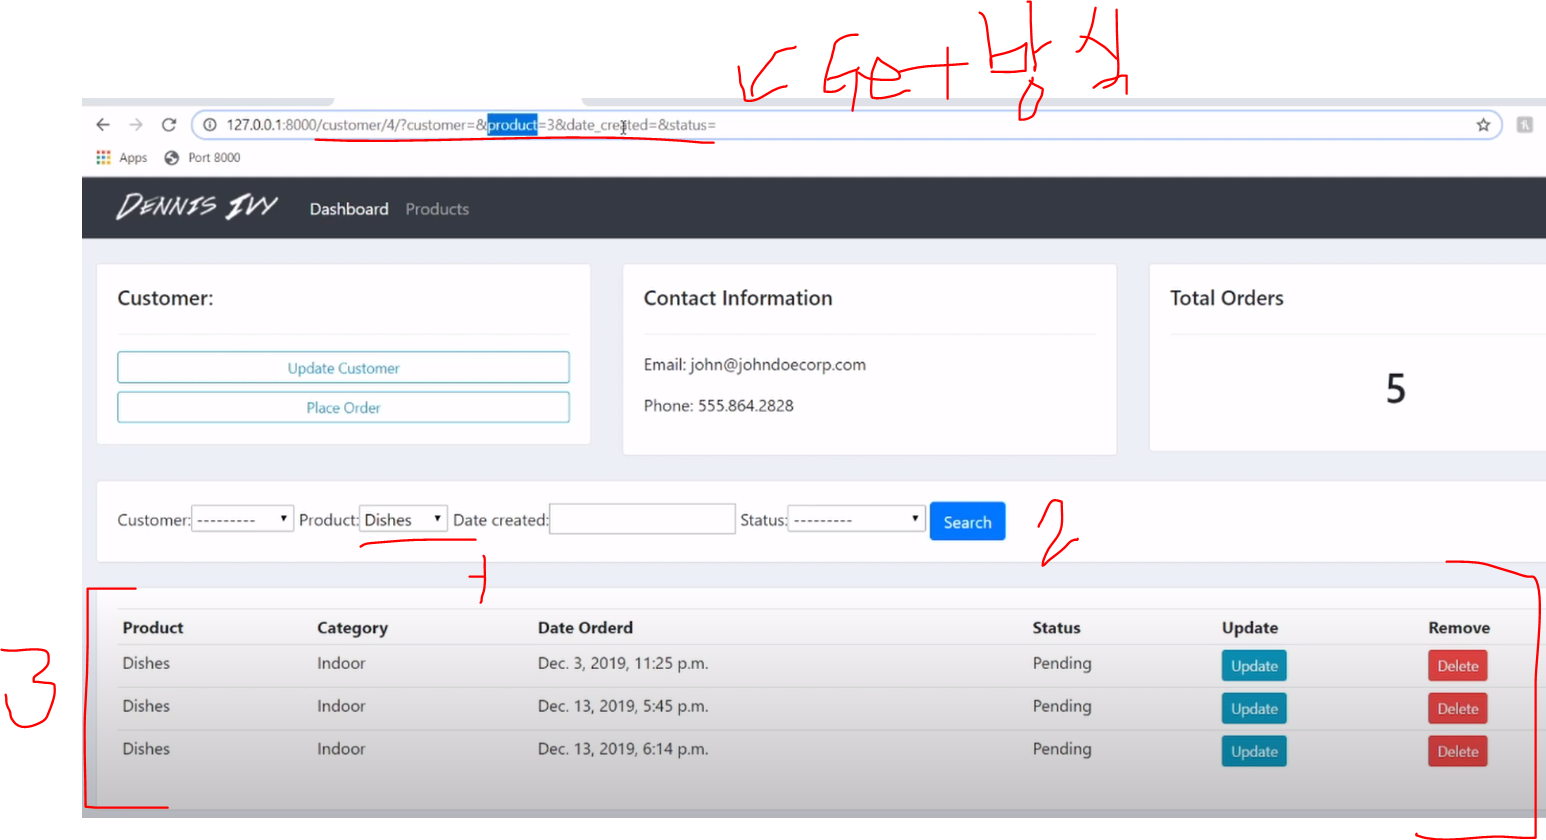 Get 방식
127.0.0.1:8000/customer/4/?customer=&product=3&date_created=&status=
Apps Port 8000
DENNIS IVY Dashboard Products
Customer:
Update Customer
Place Order
Contact Information
Email: john@johndoecorp.com
Phone: 555.864.2828
Total Orders
5
Customer: --------- Product: Dishes Date created: Status: --------- Search
1
2
3
Product Category Date Orderd Status Update Remove
Dishes Indoor Dec. 3, 2019, 11:25 p.m. Pending Update Delete
Dishes Indoor Dec. 13, 2019, 5:45 p.m. Pending Update Delete
Dishes Indoor Dec. 13, 2019, 6:14 p.m. Pending Update Delete